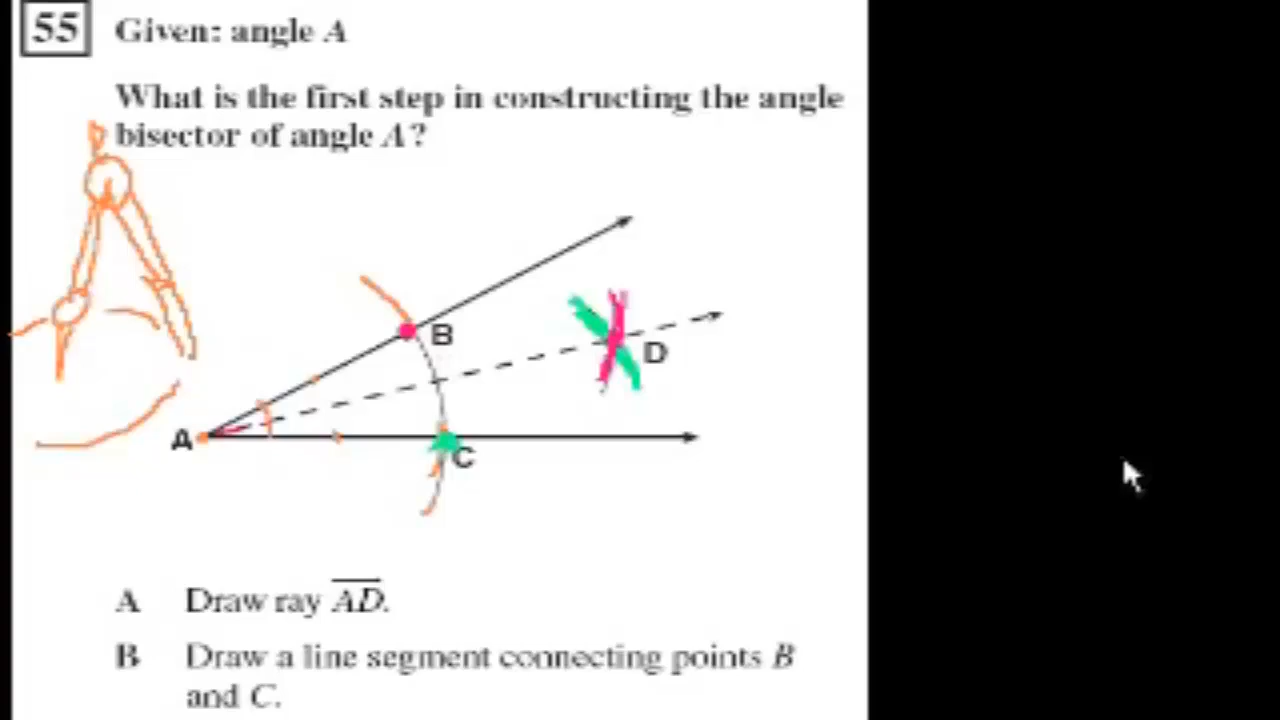 55 Given: angle A
What is the first step in constructing the angle
bisector of angle A?
B
D
A
C
A Draw ray AD.
B Draw a line segment connecting points B
and C.